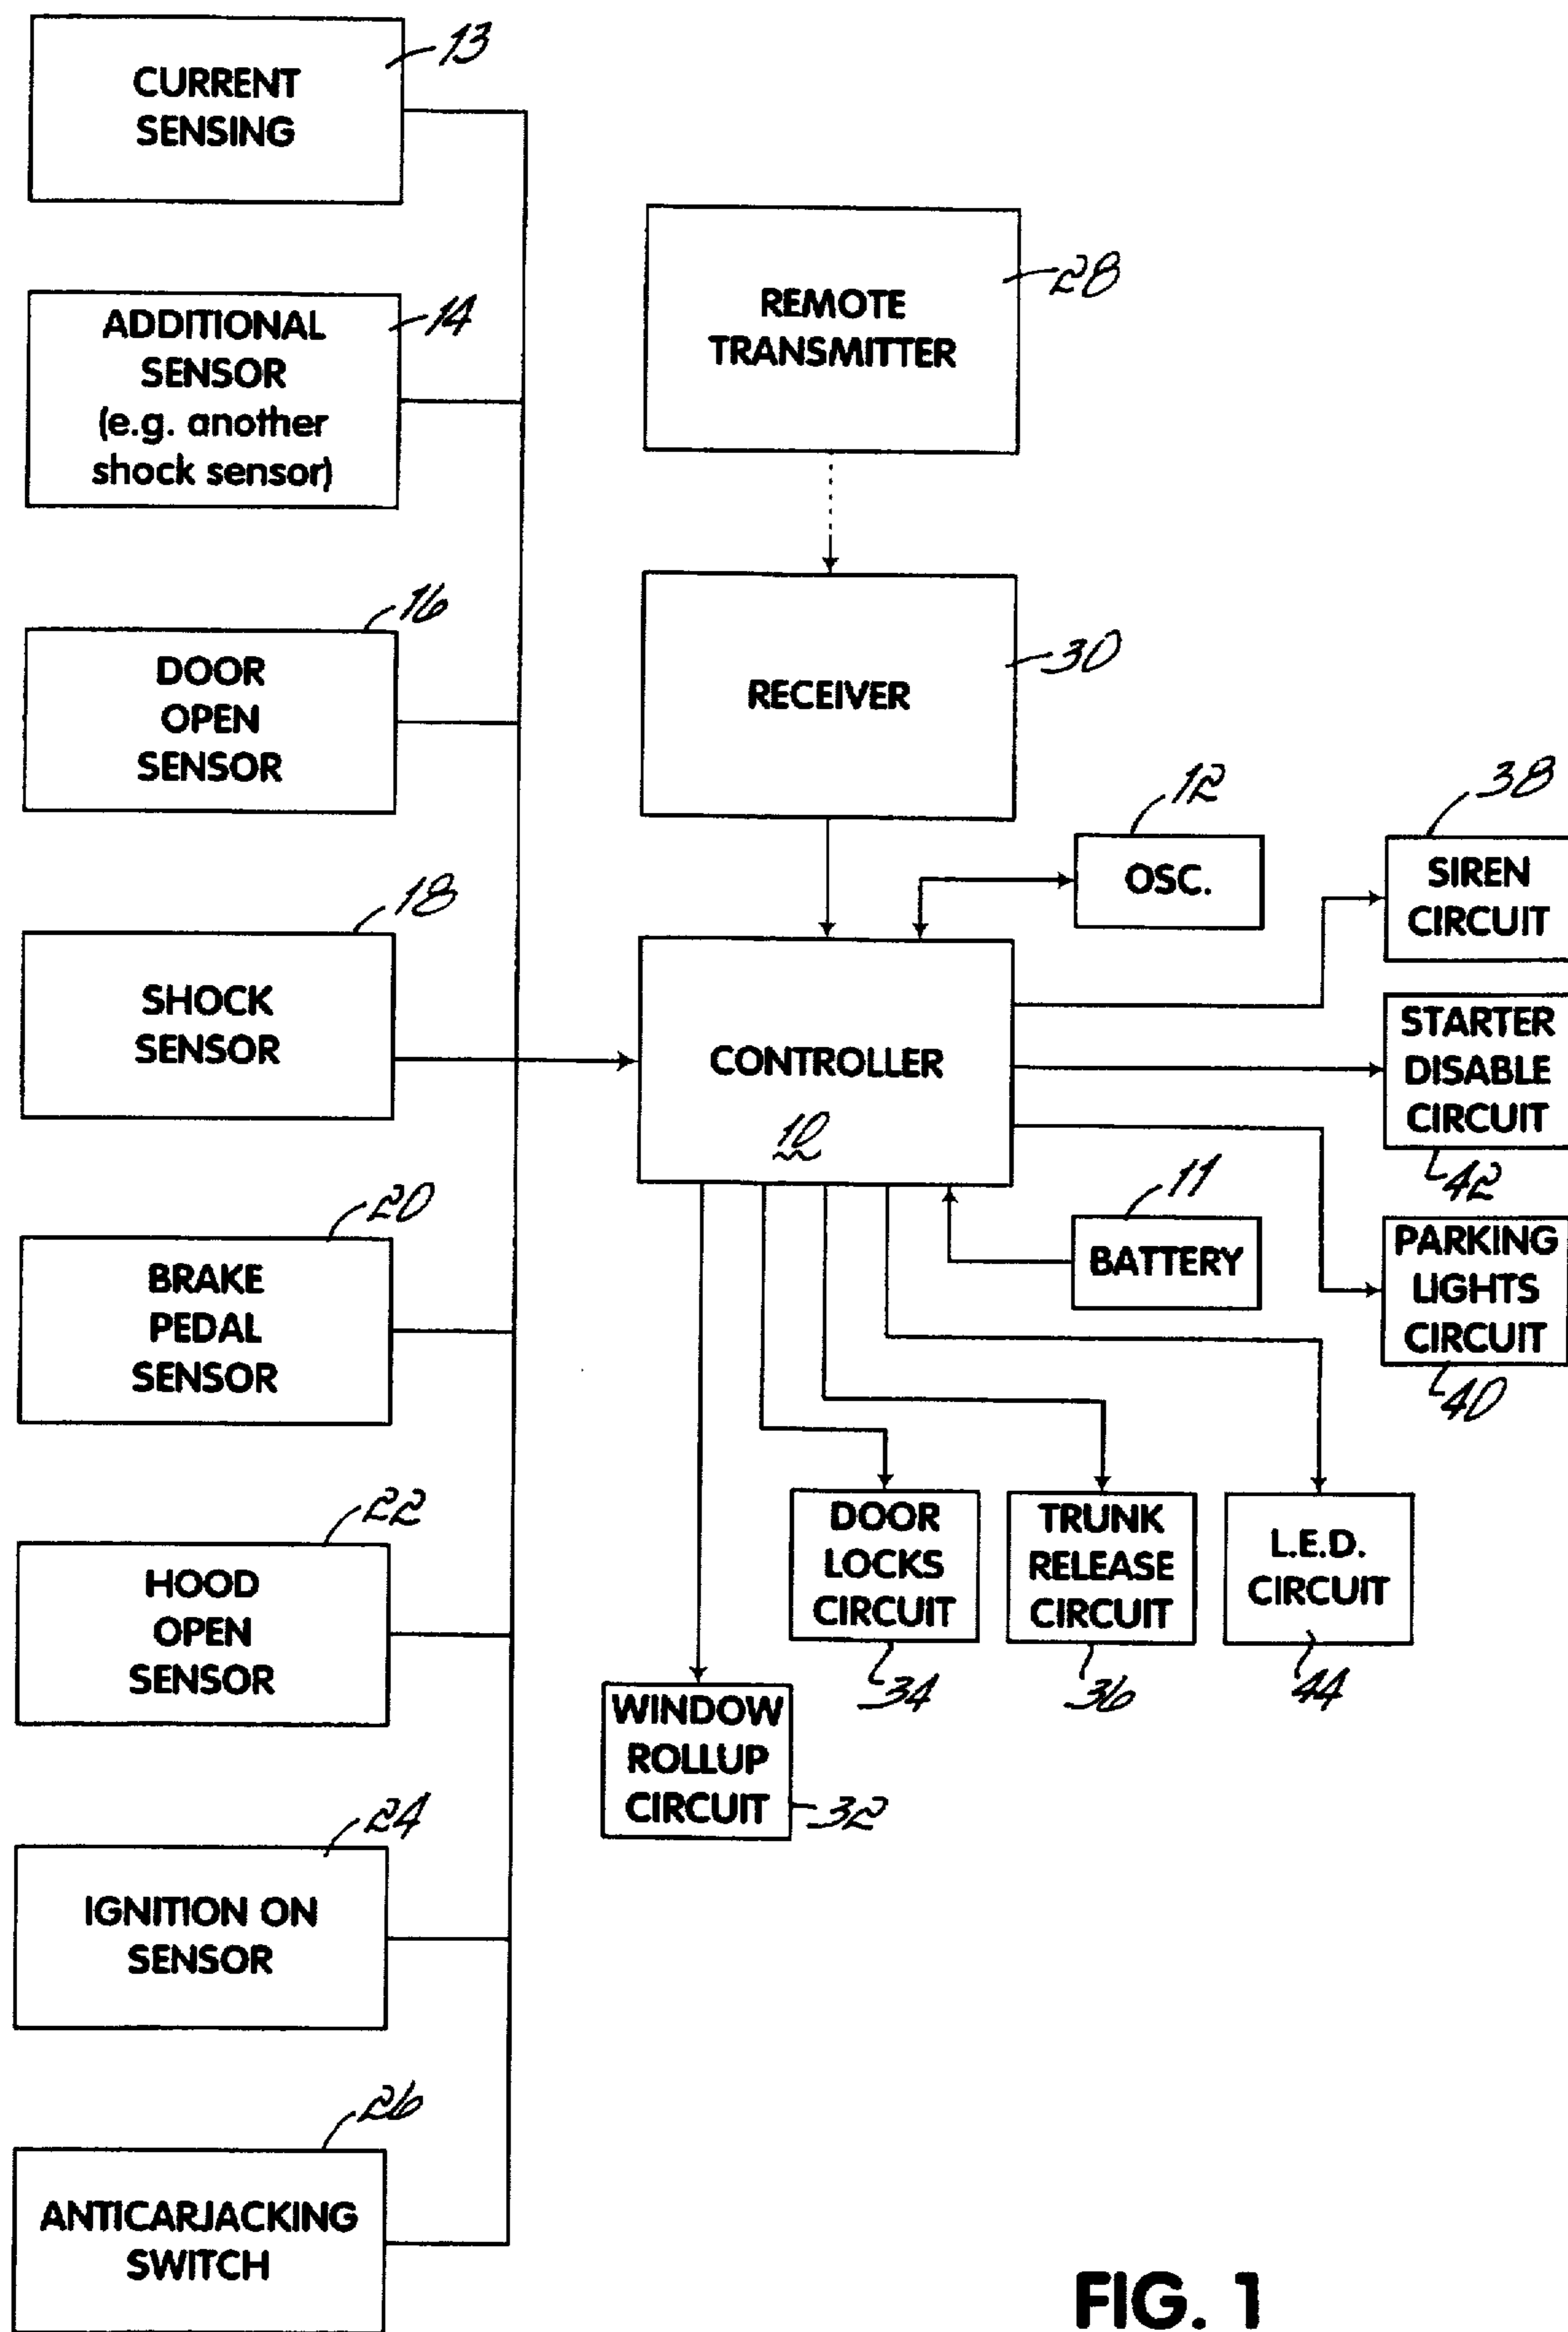 13
CURRENT
SENSING
14
ADDITIONAL
SENSOR
(e.g. another
shock sensor)
16
DOOR
OPEN
SENSOR
18
SHOCK
SENSOR
20
BRAKE
PEDAL
SENSOR
22
HOOD
OPEN
SENSOR
24
IGNITION ON
SENSOR
26
ANTICARJACKING
SWITCH
28
REMOTE
TRANSMITTER
30
RECEIVER
12
OSC.
CONTROLLER
10
11
BATTERY
38
SIREN
CIRCUIT
STARTER
DISABLE
CIRCUIT
42
PARKING
LIGHTS
CIRCUIT
40
WINDOW
ROLLUP
CIRCUIT
32
DOOR
LOCKS
CIRCUIT
34
TRUNK
RELEASE
CIRCUIT
36
L.E.D.
CIRCUIT
44
FIG. 1